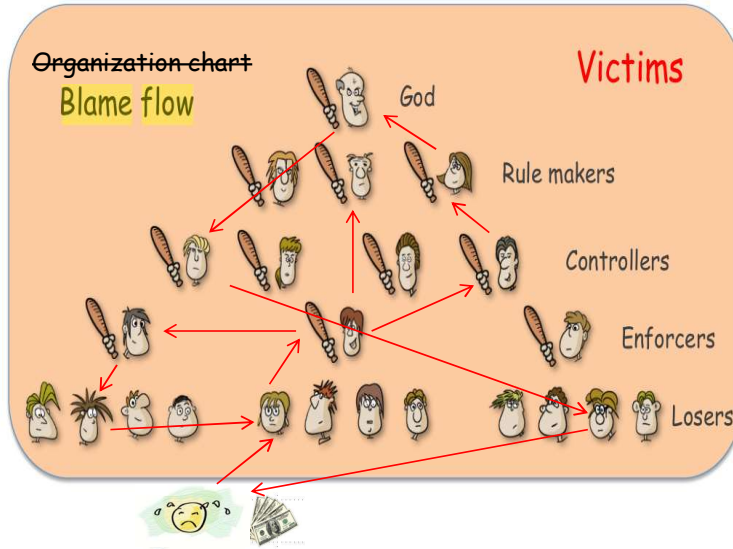 Organization chart
Victims
Blame flow
God
Rule makers
Controllers
Enforcers
Losers